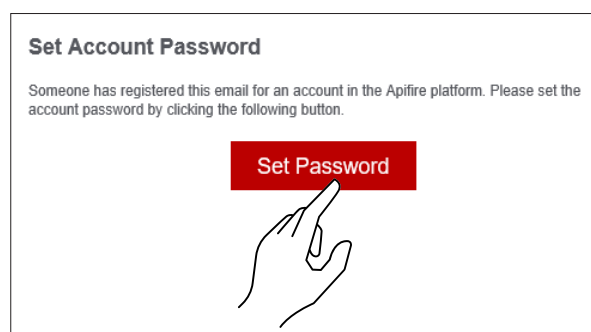 Set Account Password
Someone has registered this email for an account in the Apifire platform. Please set the
account password by clicking the following button.
Set Password